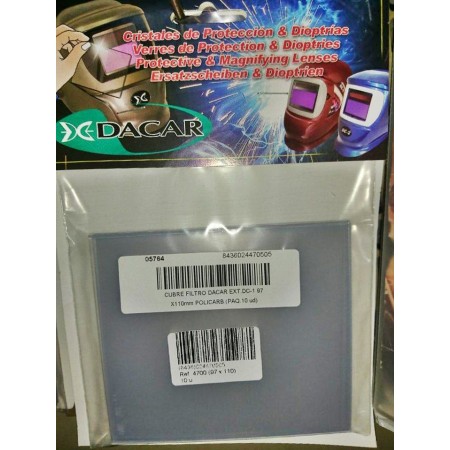 Cristales de Protección & Dioptrías
Verres de Protection & Dioptries
Protective & Magnifying Lenses
Ersatzscheiben & Dioptrien
DACAR
05764 8436024470505
CUBRE FILTRO DACAR EXT.DC-1 97
X110mm POLICARB (PAQ.10 ud)
Ref. 4700 (97 x 110)
10 u.